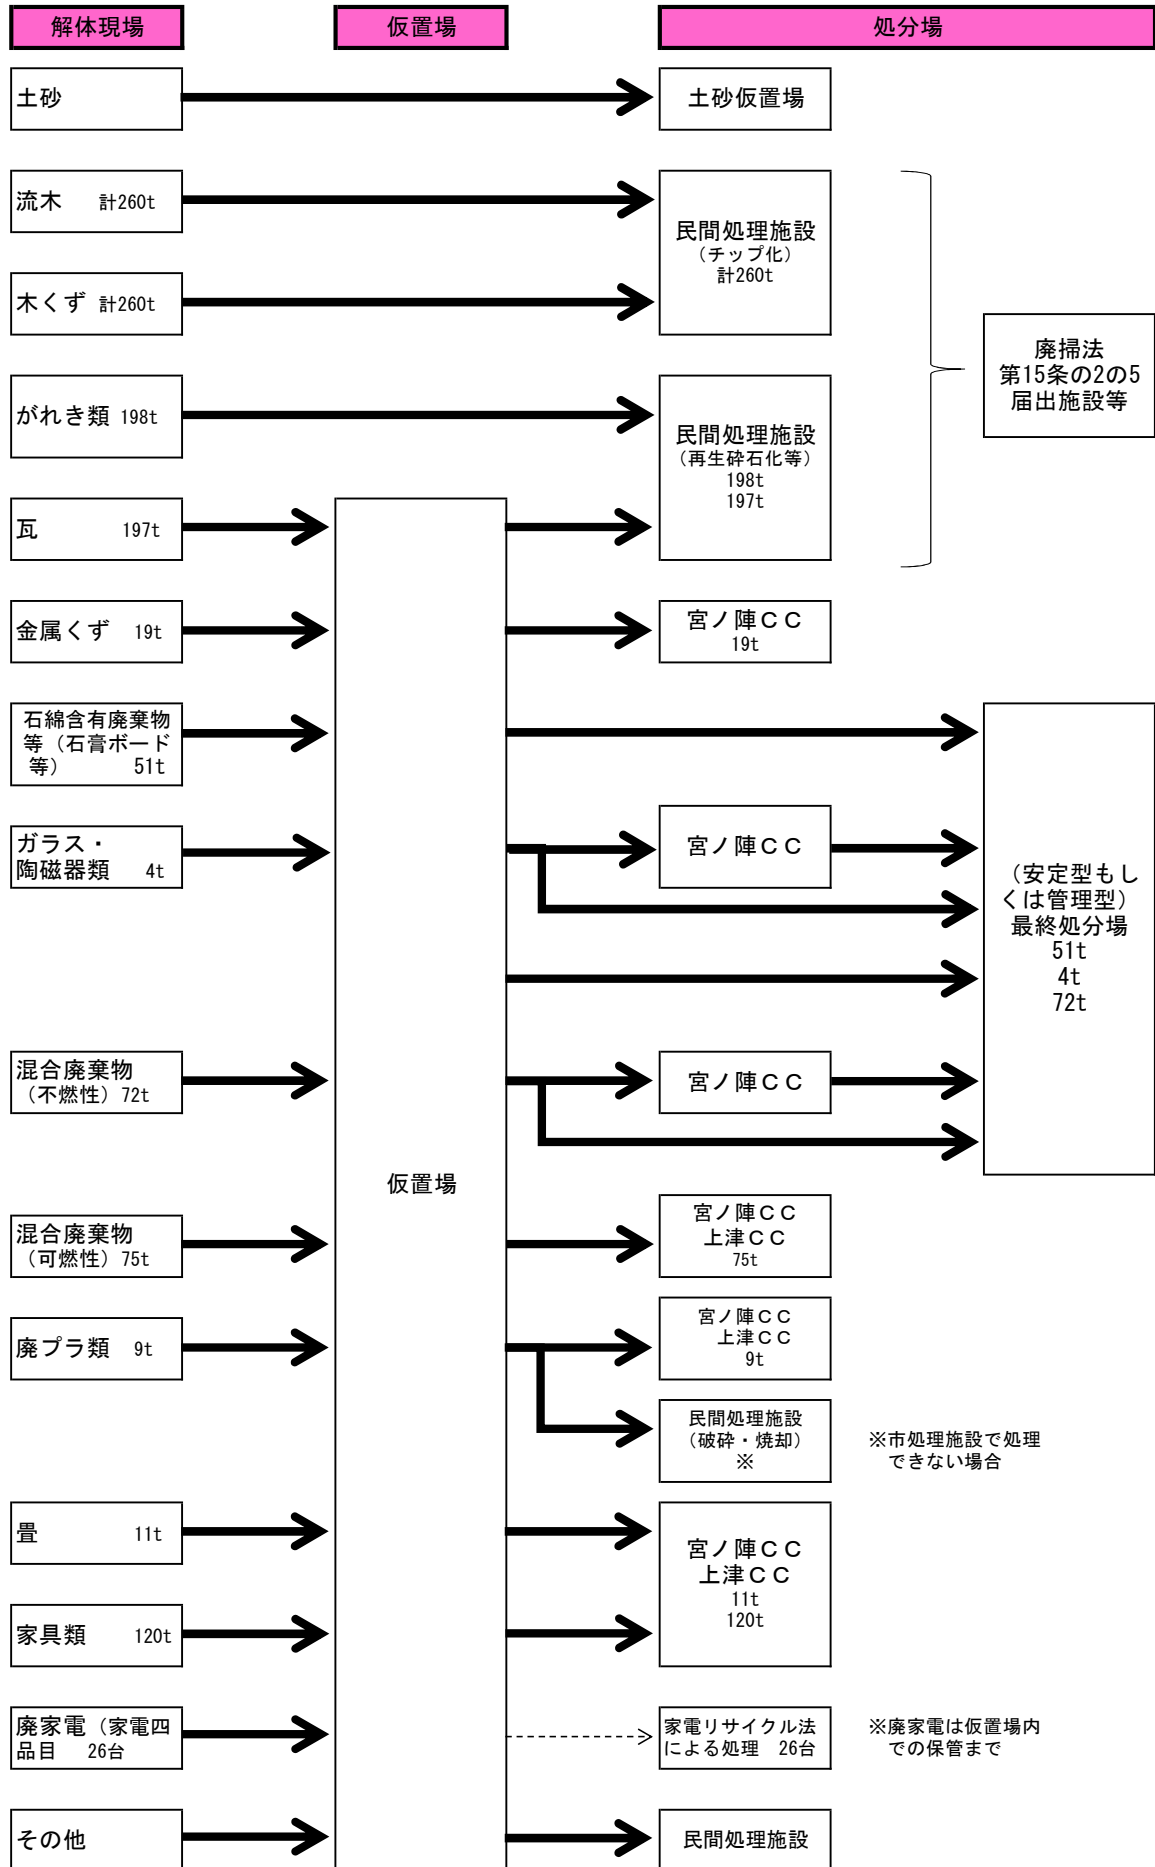 解体現場
仮置場
処分場
土砂
土砂仮置場
流木 計260t
木くず 計260t
民間処理施設
（チップ化）
計260t
廃掃法
第15条の2の5
届出施設等
がれき類 198t
瓦 197t
民間処理施設
（再生砕石化等）
198t
197t
金属くず 19t
宮ノ陣ＣＣ
19t
石綿含有廃棄物
等（石膏ボード
等） 51t
ガラス・
陶磁器類 4t
宮ノ陣ＣＣ
（安定型もし
くは管理型）
最終処分場
51t
4t
72t
混合廃棄物
（不燃性）72t
宮ノ陣ＣＣ
仮置場
混合廃棄物
（可燃性）75t
宮ノ陣ＣＣ
上津ＣＣ
75t
廃プラ類 9t
宮ノ陣ＣＣ
上津ＣＣ
9t
民間処理施設
（破砕・焼却）
※
※市処理施設で処理
できない場合
畳 11t
家具類 120t
宮ノ陣ＣＣ
上津ＣＣ
11t
120t
廃家電（家電四
品目 26台
家電リサイクル法
による処理 26台
※廃家電は仮置場内
での保管まで
その他
民間処理施設